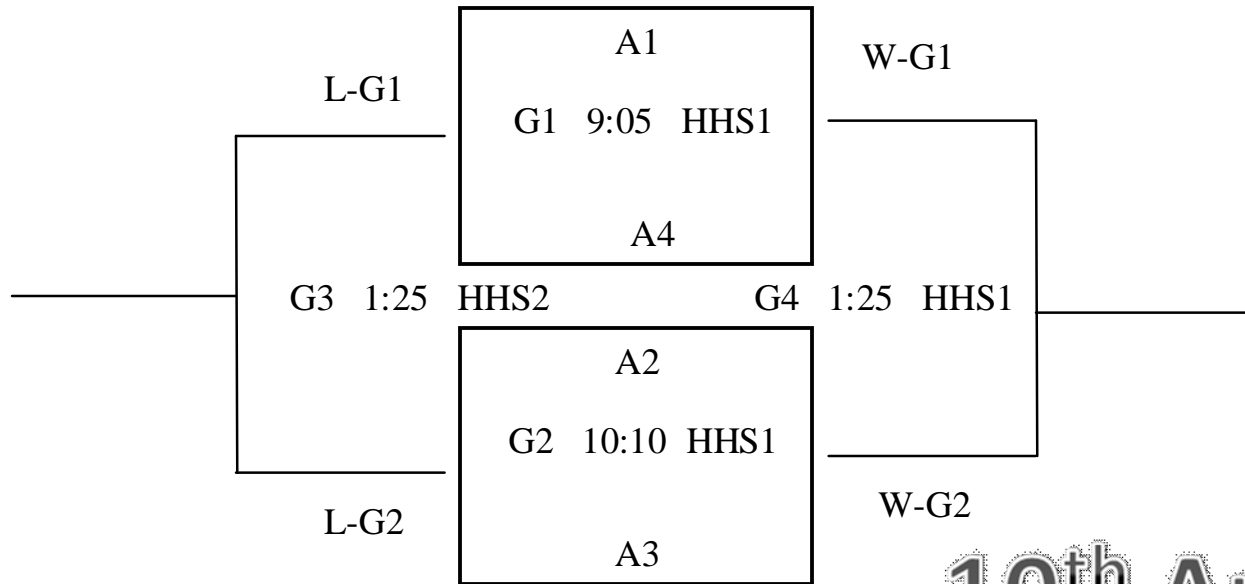 A1
L-G1
W-G1
G1 9:05 HHS1
A4
G3 1:25 HHS2
G4 1:25 HHS1
A2
G2 10:10 HHS1
L-G2
W-G2
A3
10th